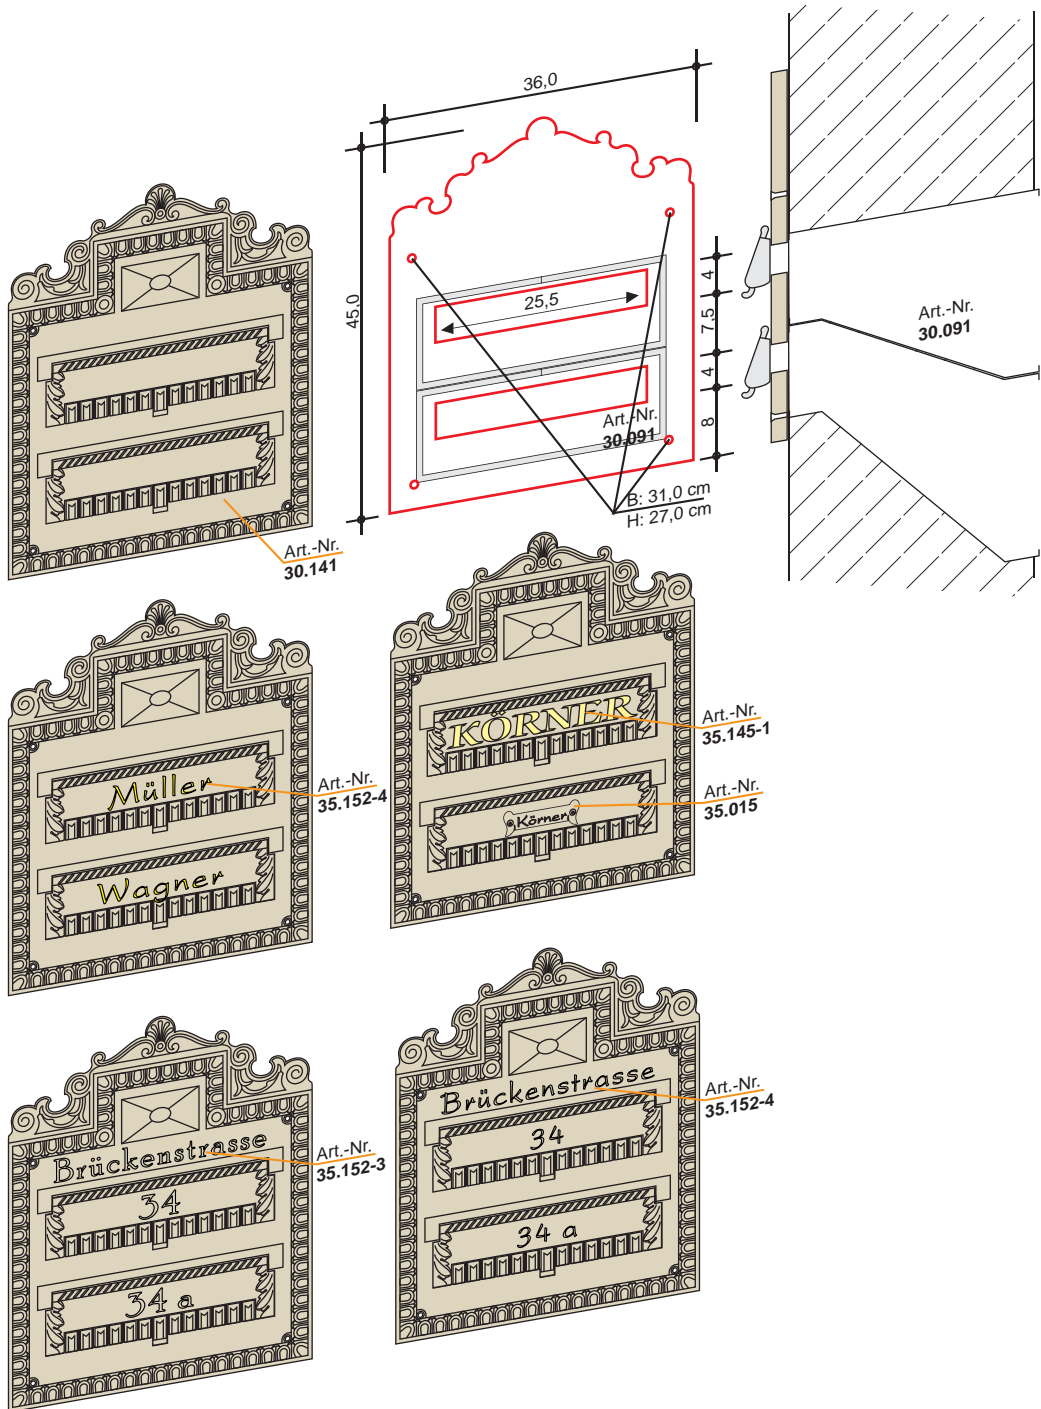 36,0
45,0
25,5
4
7,5
4
8
Art.-Nr.
30.091
Art.-Nr.
30.091
B: 31,0 cm
H: 27,0 cm
Art.-Nr.
30.141
Müller
Art.-Nr.
35.152-4
Wagner
KÖRNER
Art.-Nr.
35.145-1
Körner
Art.-Nr.
35.015
Brückenstrasse
Art.-Nr.
35.152-3
34
34 a
Brückenstrasse
Art.-Nr.
35.152-4
34
34 a